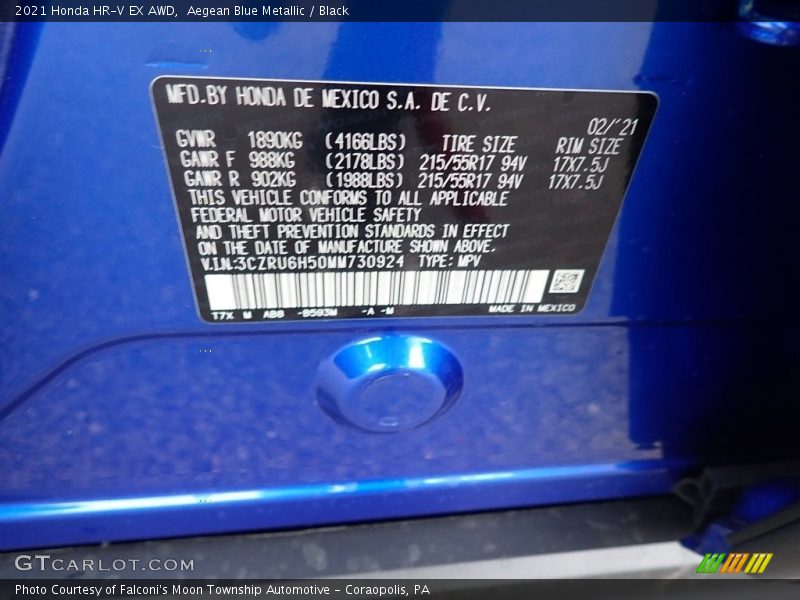 2021 Honda HR-V EX AWD, Aegean Blue Metallic / Black
MFD.BY HONDA DE MEXICO S.A. DE C.V.
02/'21
GVWR 1890KG (4166LBS) TIRE SIZE RIM SIZE
GAWR F 988KG (2178LBS) 215/55R17 94V 17X7.5J
GAWR R 902KG (1988LBS) 215/55R17 94V 17X7.5J
THIS VEHICLE CONFORMS TO ALL APPLICABLE
FEDERAL MOTOR VEHICLE SAFETY
AND THEFT PREVENTION STANDARDS IN EFFECT
ON THE DATE OF MANUFACTURE SHOWN ABOVE.
V.I.N.:3CZRU6H50MM730924 TYPE: MPV
T7X M ABB -B593M -A -M MADE IN MEXICO
GTCARLOT.COM
Photo Courtesy of Falconi's Moon Township Automotive - Coraopolis, PA